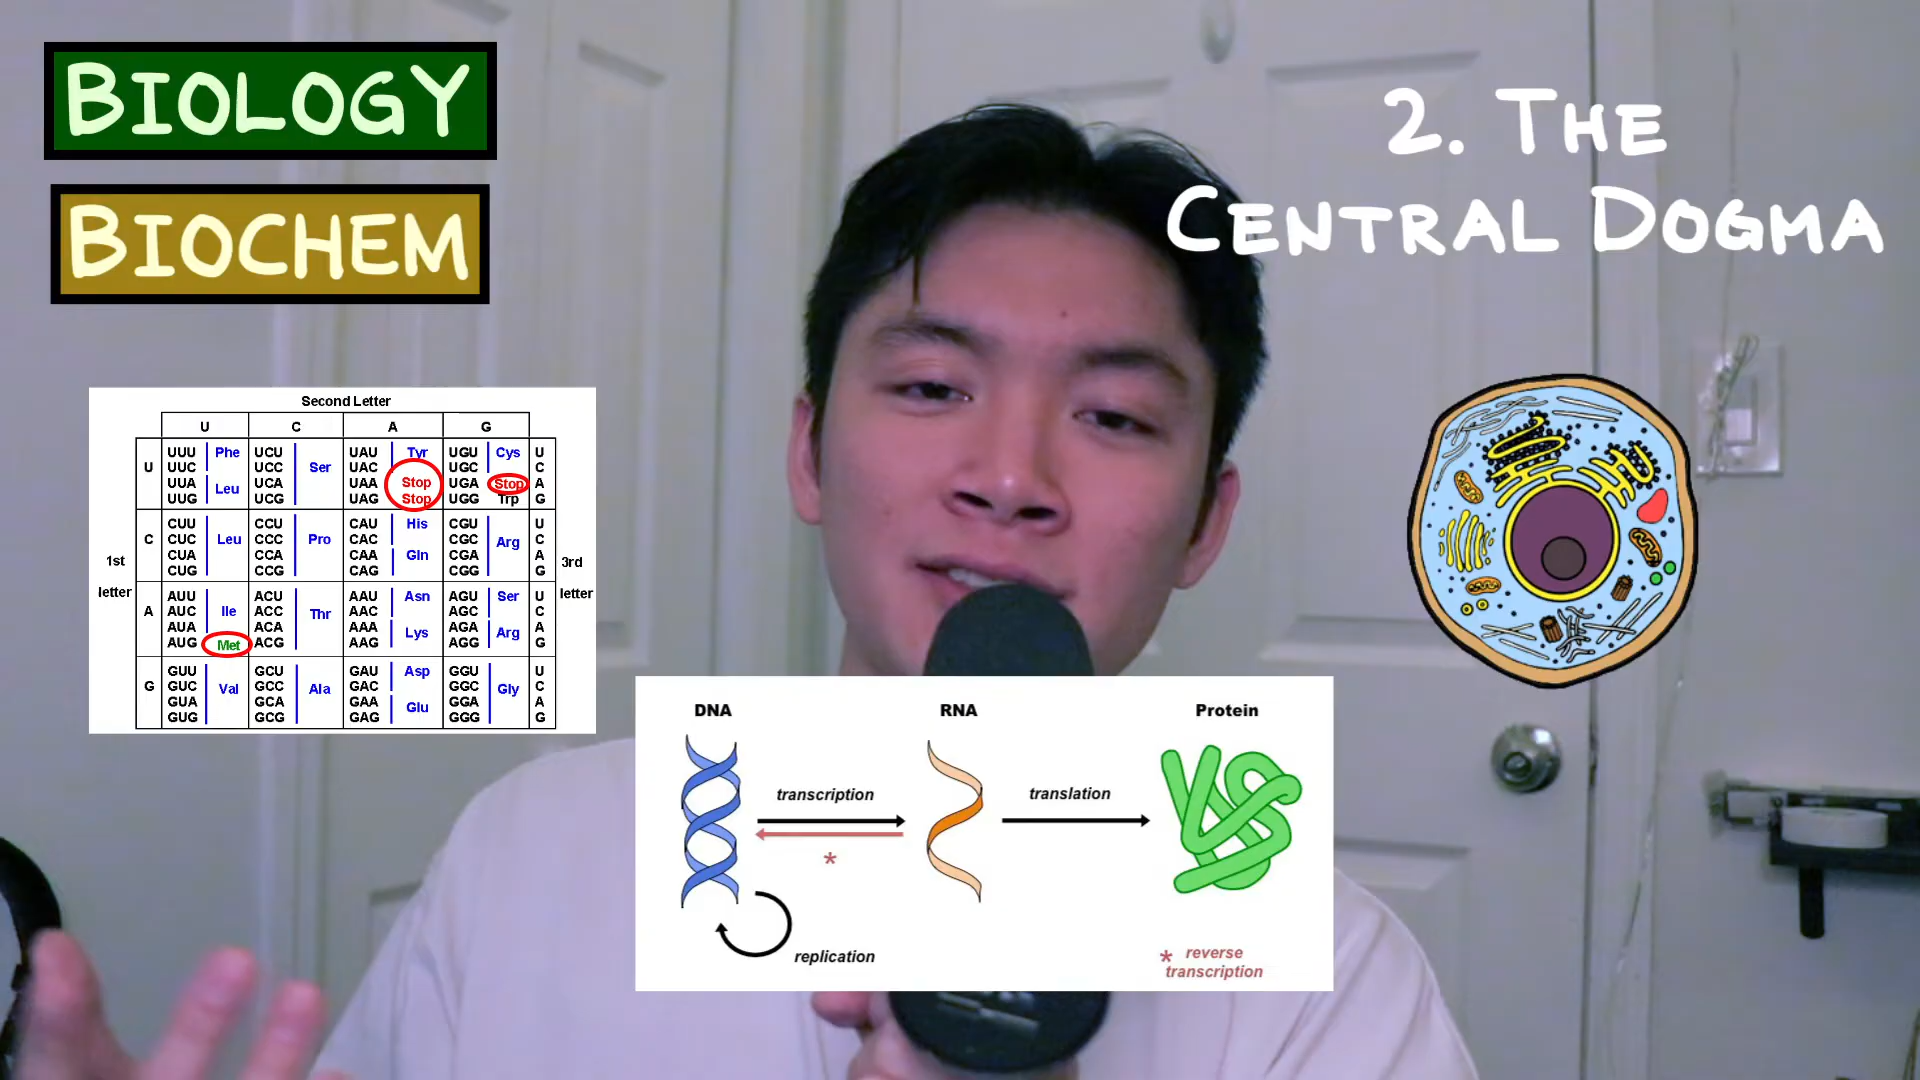 BIOLOGY
BIOCHEM
2. THE
CENTRAL DOGMA
Second Letter
U C A G
1st
letter
3rd
letter
U
UUU Phe UCU Ser UAU Tyr UGU Cys U
UUC UCC UAC UGC C
UUA Leu UCA UAA Stop UGA Stop A
UUG UCG UAG Stop UGG Trp G
C
CUU Leu CCU Pro CAU His CGU Arg U
CUC CCC CAC CGC C
CUA CCA CAA Gln CGA A
CUG CCG CAG CGG G
A
AUU Ile ACU Thr AAU Asn AGU Ser U
AUC ACC AAC AGC C
AUA ACA AAA Lys AGA Arg A
AUG Met ACG AAG AGG G
G
GUU Val GCU Ala GAU Asp GGU Gly U
GUC GCC GAC GGC C
GUA GCA GAA Glu GGA A
GUG GCG GAG GGG G
DNA RNA Protein
transcription
translation
*
replication
* reverse
transcription